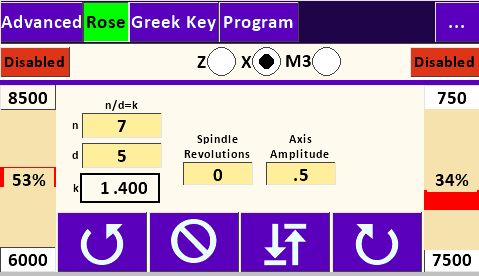 Advanced Rose Greek Key Program ...
Disabled Z X M3 Disabled
8500 n/d=k 750
n 7
d 5
Spindle Revolutions Axis Amplitude
k 1.400 0 .5
53% 34%
6000 7500